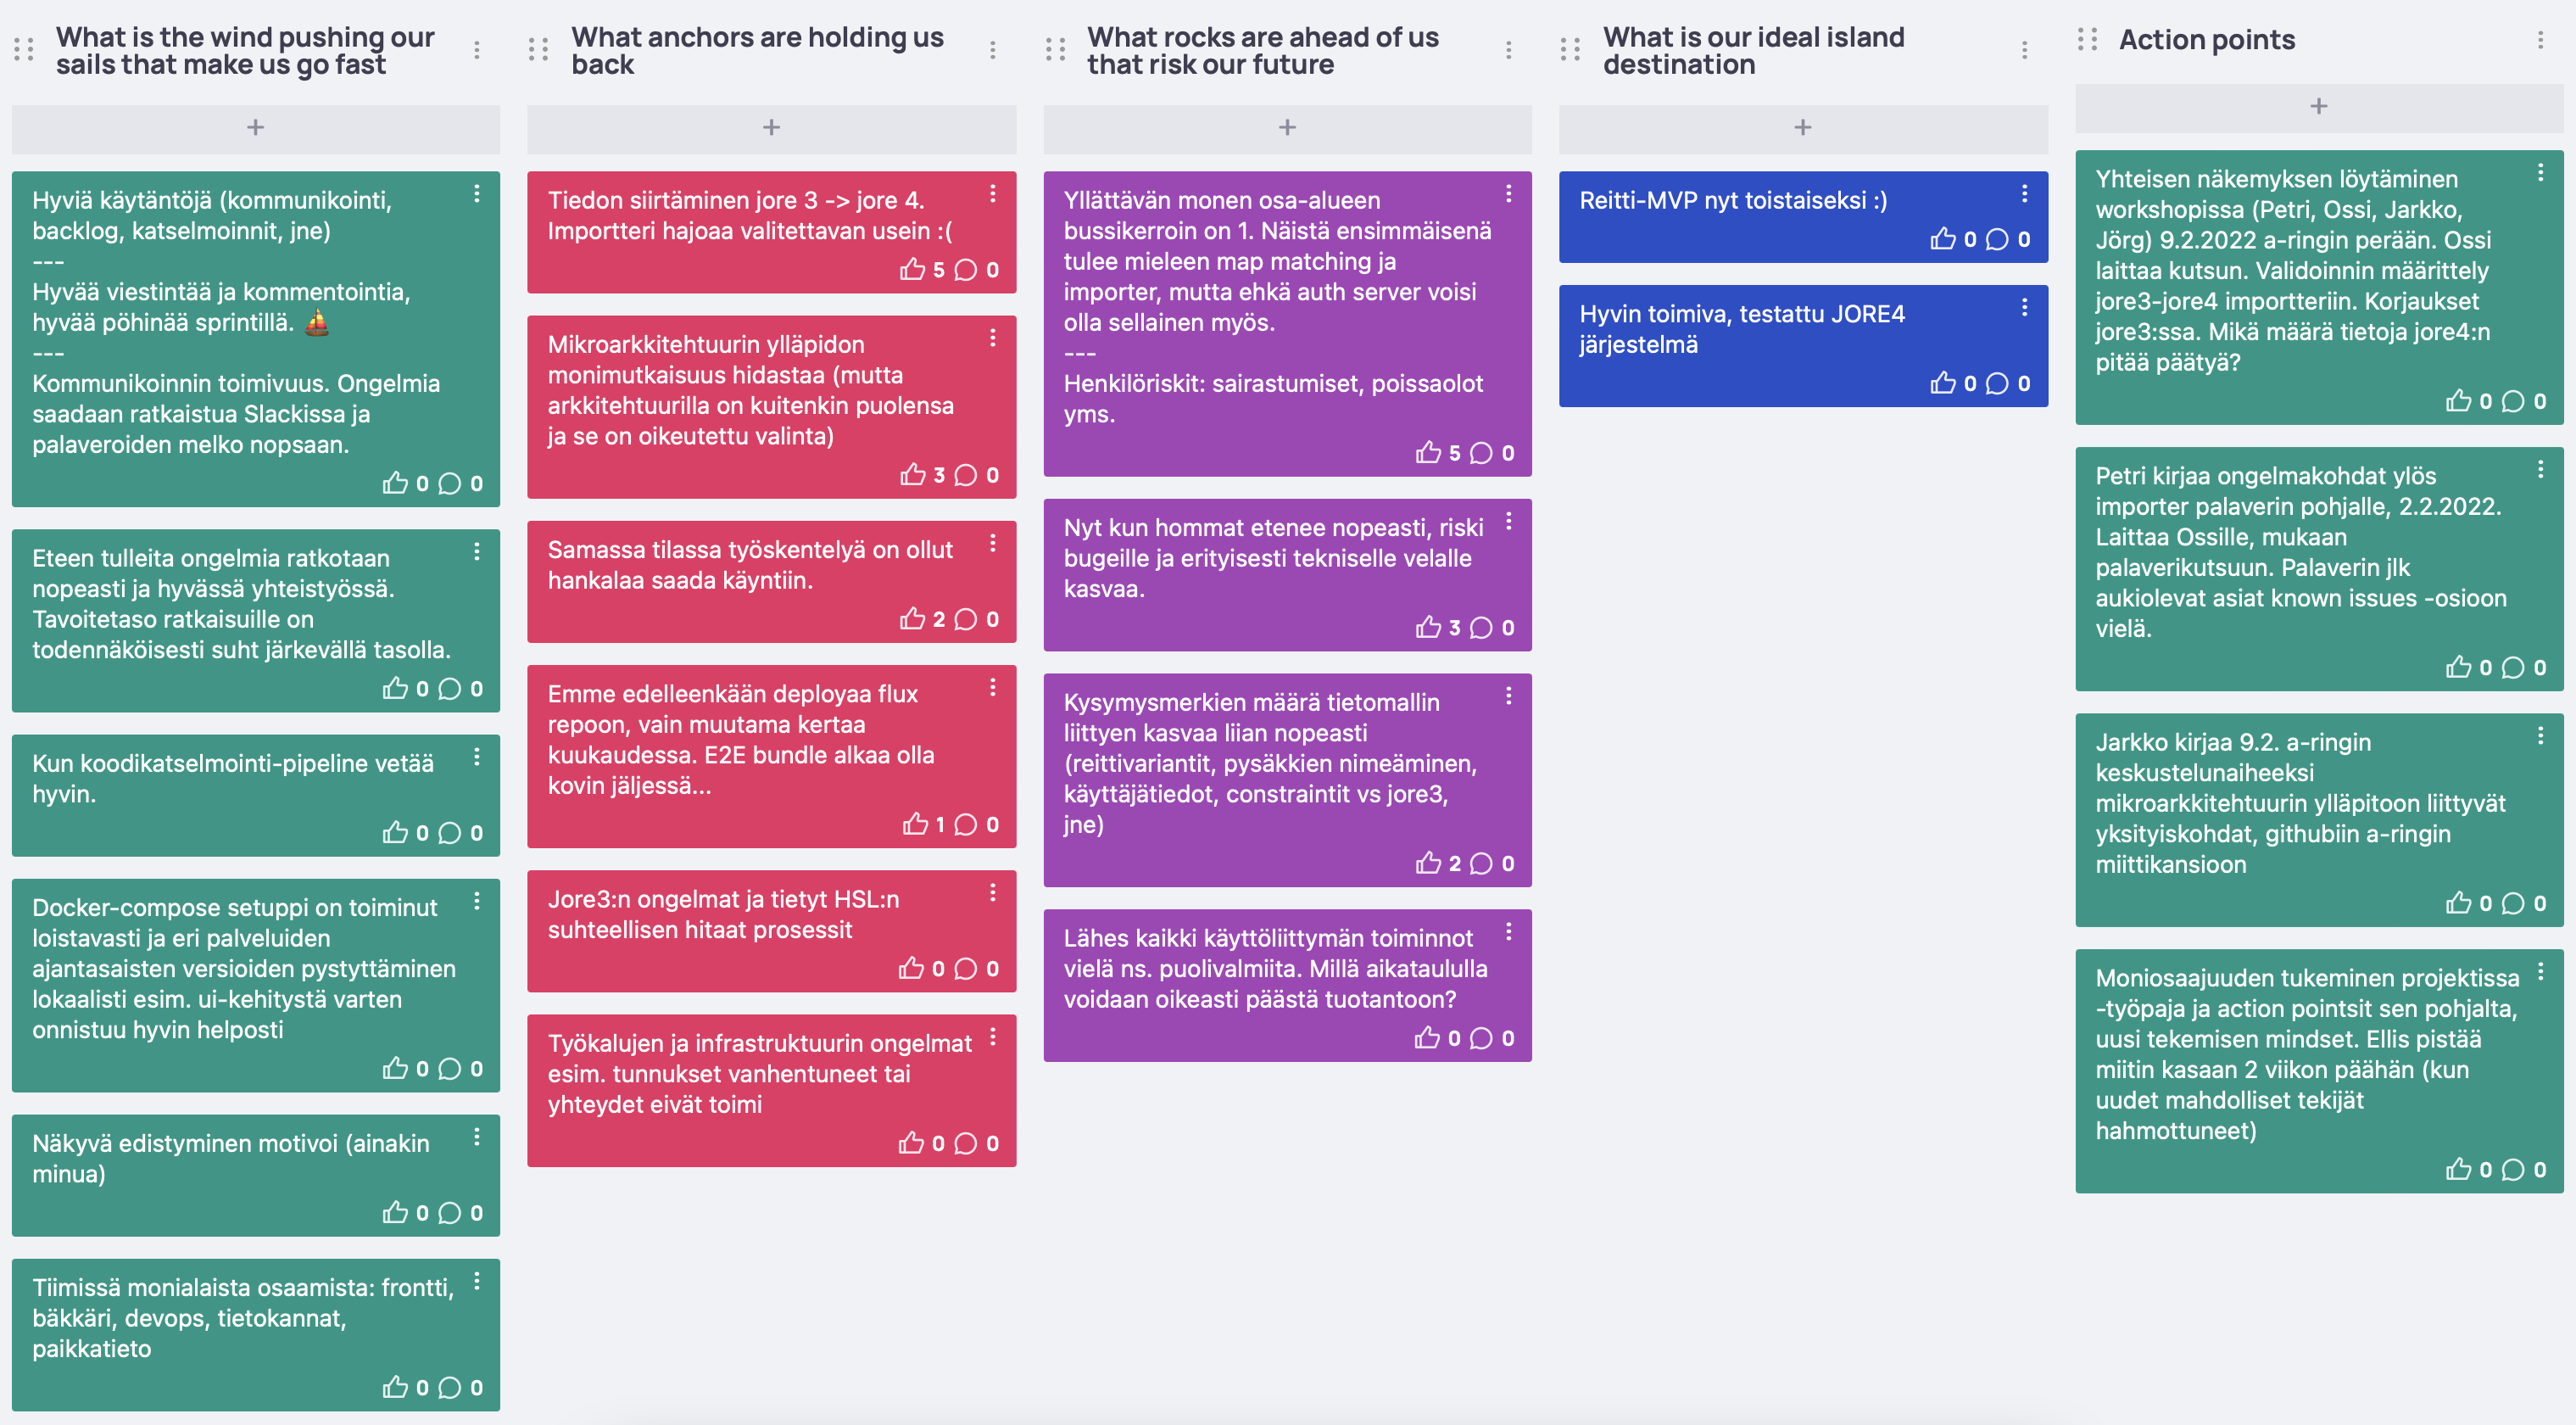 What is the wind pushing our
sails that make us go fast
+
Hyviä käytäntöjä (kommunikointi,
backlog, katselmoinnit, jne)
---
Hyvää viestintää ja kommentointia,
hyvää pöhinää sprintillä. ⛵
---
Kommunikoinnin toimivuus. Ongelmia
saadaan ratkaistua Slackissa ja
palaveroiden melko nopsaan.
0 0
Eteen tulleita ongelmia ratkotaan
nopeasti ja hyvässä yhteistyössä.
Tavoitetaso ratkaisuille on
todennäköisesti suht järkevällä tasolla.
0 0
Kun koodikatselmointi-pipeline vetää
hyvin.
0 0
Docker-compose setuppi on toiminut
loistavasti ja eri palveluiden
ajantasaisten versioiden pystyttäminen
lokaalisti esim. ui-kehitystä varten
onnistuu hyvin helposti
0 0
Näkyvä edistyminen motivoi (ainakin
minua)
0 0
Tiimissä monialaista osaamista: frontti,
bäkkäri, devops, tietokannat,
paikkatieto
0 0
What anchors are holding us
back
+
Tiedon siirtäminen jore 3 -> jore 4.
Importteri hajoaa valitettavan usein :(
5 0
Mikroarkkitehtuurin ylläpidon
monimutkaisuus hidastaa (mutta
arkkitehtuurilla on kuitenkin puolensa
ja se on oikeutettu valinta)
3 0
Samassa tilassa työskentelyä on ollut
hankalaa saada käyntiin.
2 0
Emme edelleenkään deployaa flux
repoon, vain muutama kertaa
kuukaudessa. E2E bundle alkaa olla
kovin jäljessä...
1 0
Jore3:n ongelmat ja tietyt HSL:n
suhteellisen hitaat prosessit
0 0
Työkalujen ja infrastruktuurin ongelmat
esim. tunnukset vanhentuneet tai
yhteydet eivät toimi
0 0
What rocks are ahead of us
that risk our future
+
Yllättävän monen osa-alueen
bussikerroin on 1. Näistä ensimmäisenä
tulee mieleen map matching ja
importer, mutta ehkä auth server voisi
olla sellainen myös.
---
Henkilöriskit: sairastumiset, poissaolot
yms.
5 0
Nyt kun hommat etenee nopeasti, riski
bugeille ja erityisesti tekniselle velalle
kasvaa.
3 0
Kysymysmerkien määrä tietomallin
liittyen kasvaa liian nopeasti
(reittivariantit, pysäkkien nimeäminen,
käyttäjätiedot, constraintit vs jore3,
jne)
2 0
Lähes kaikki käyttöliittymän toiminnot
vielä ns. puolivalmiita. Millä aikataululla
voidaan oikeasti päästä tuotantoon?
0 0
What is our ideal island
destination
+
Reitti-MVP nyt toistaiseksi :)
0 0
Hyvin toimiva, testattu JORE4
järjestelmä
0 0
Action points
+
Yhteisen näkemyksen löytäminen
workshopissa (Petri, Ossi, Jarkko,
Jörg) 9.2.2022 a-ringin perään. Ossi
laittaa kutsun. Validoinnin määrittely
jore3-jore4 importteriin. Korjaukset
jore3:ssa. Mikä määrä tietoja jore4:n
pitää päätyä?
0 0
Petri kirjaa ongelmakohdat ylös
importer palaverin pohjalle, 2.2.2022.
Laittaa Ossille, mukaan
palaverikutsuun. Palaverin jlk
aukiolevat asiat known issues -osioon
vielä.
0 0
Jarkko kirjaa 9.2. a-ringin
keskustelunaiheeksi
mikroarkkitehtuurin ylläpitoon liittyvät
yksityiskohdat, githubiin a-ringin
miittikansioon
0 0
Moniosaajuuden tukeminen projektissa
-työpaja ja action pointsit sen pohjalta,
uusi tekemisen mindset. Ellis pistää
miitin kasaan 2 viikon päähän (kun
uudet mahdolliset tekijät
hahmottuneet)
0 0